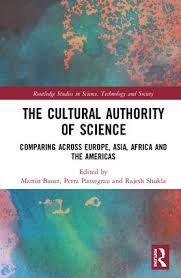 Routledge Studies in Science, Technology and Society
THE CULTURAL AUTHORITY
OF SCIENCE
COMPARING ACROSS EUROPE, ASIA, AFRICA AND
THE AMERICAS
Edited by
Martin Bauer, Petra Pansegrau and Rajesh Shukla
R